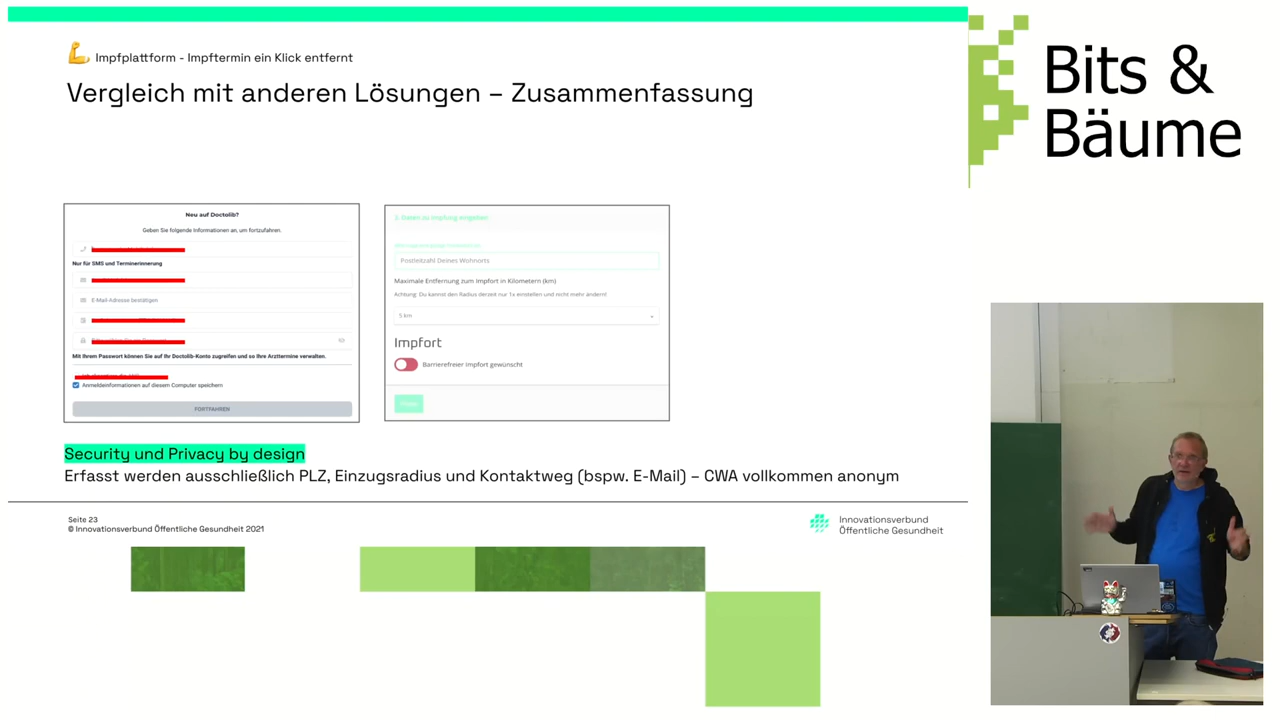 Impfplattform - Impftermin ein Klick entfernt
Vergleich mit anderen Lösungen – Zusammenfassung
Bits &
Bäume
Neu auf Doctolib?
Geben Sie folgende Informationen an, um fortzufahren.
Nur für SMS und Terminerinnerung
E-Mail-Adresse bestätigen
Mit Ihrem Passwort können Sie auf Ihr Doctolib-Konto zugreifen und so Ihre Arzttermine verwalten.
Anmeldeinformationen auf diesem Computer speichern
FORTFAHREN
Postleitzahl Deines Wohnorts
Maximale Entfernung zum Impfort in Kilometern (km)
Achtung: Du kannst den Radius derzeit nur 1x einstellen und nicht mehr ändern!
5 km
Impfort
Barrierefreier Impfort gewünscht
Security und Privacy by design
Erfasst werden ausschließlich PLZ, Einzugsradius und Kontaktweg (bspw. E-Mail) – CWA vollkommen anonym
Seite 23
© Innovationsverbund Öffentliche Gesundheit 2021
Innovationsverbund
Öffentliche Gesundheit